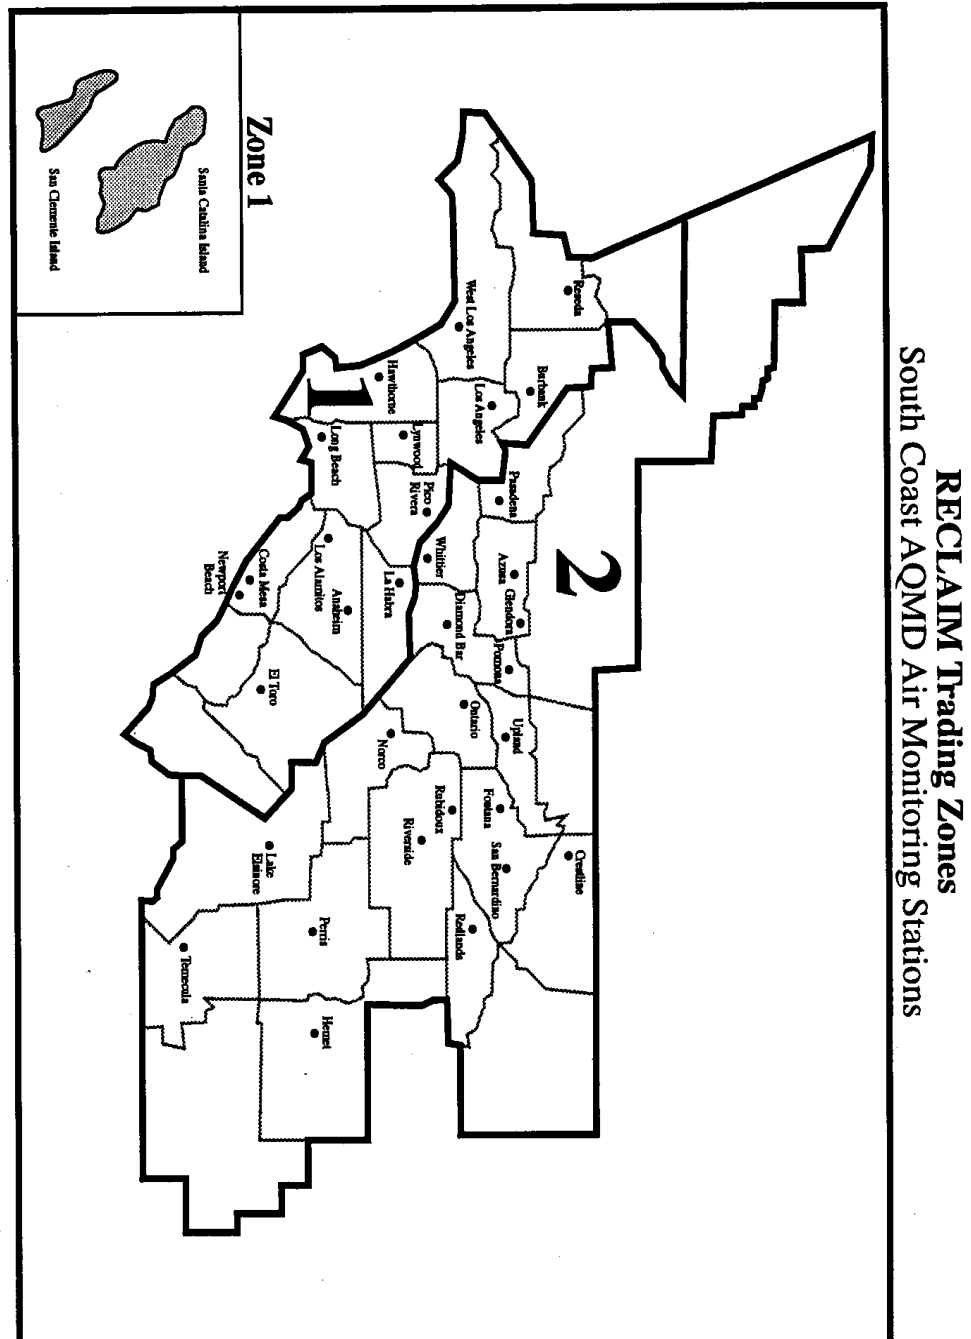 RECLAIM Trading Zones
South Coast AQMD Air Monitoring Stations
Reseda
Burbank
West Los Angeles
Los Angeles
Pasadena
Azusa
Glendora
Pomona
Upland
Fontana
San Bernardino
Crestline
Redlands
2
Hawthorne
1
Lynwood
Long Beach
Pico
Rivera
Whittier
La Habra
Diamond Bar
Ontario
Norco
Rubidoux
Riverside
Los Alamitos
Anaheim
Costa Mesa
Newport
Beach
El Toro
Lake
Elsinore
Perris
Hemet
Temecula
Zone 1
Santa Catalina Island
San Clemente Island